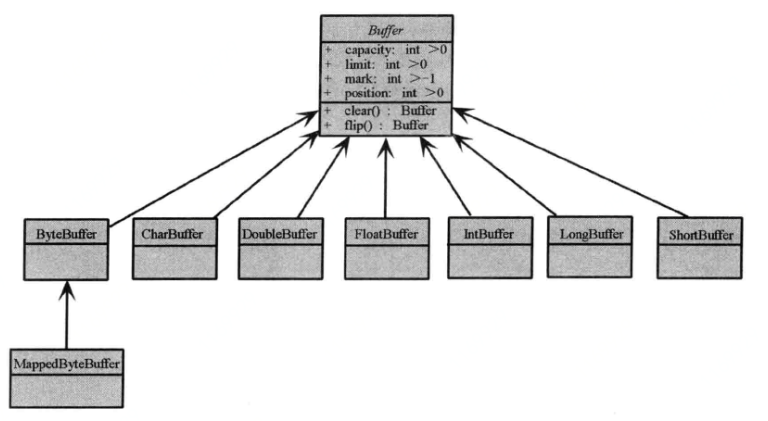 Buffer
+ capacity: int >0
+ limit: int >0
+ mark: int >-1
+ position: int >0
+ clear() : Buffer
+ flip() : Buffer
ByteBuffer
CharBuffer
DoubleBuffer
FloatBuffer
IntBuffer
LongBuffer
ShortBuffer
MappedByteBuffer